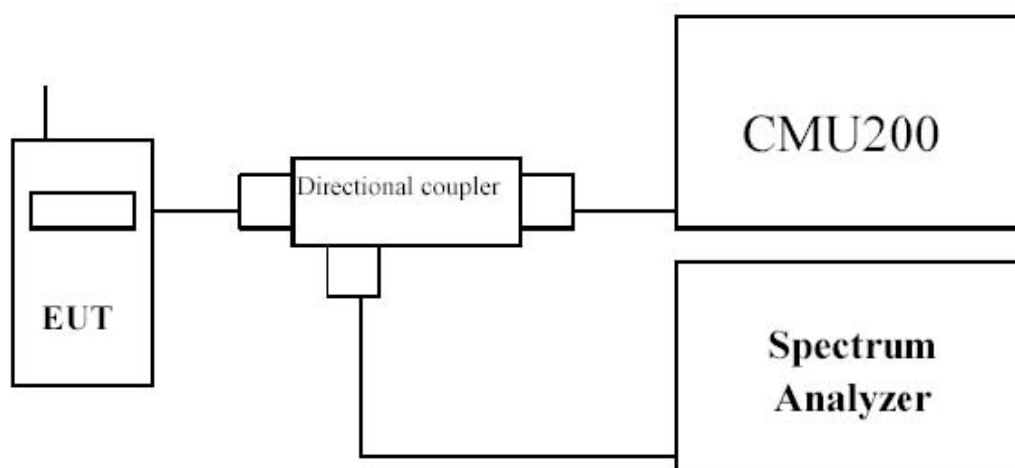 CMU200
Directional coupler
EUT
Spectrum
Analyzer